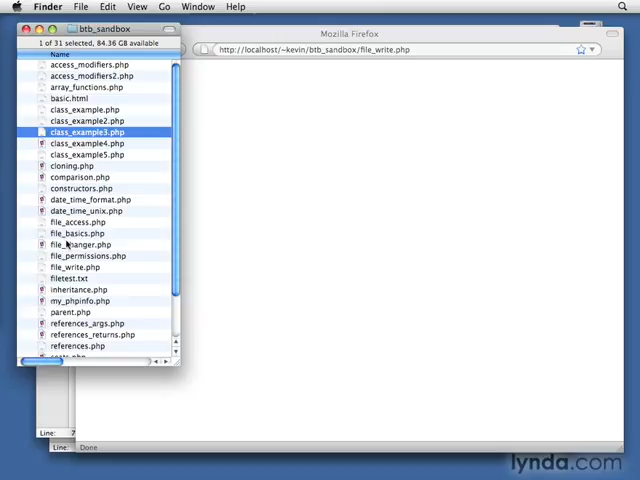 Finder File Edit View Go Window Help
btb_sandbox
1 of 31 selected, 84.36 GB available
Name
access_modifiers.php
access_modifiers2.php
array_functions.php
basic.html
class_example.php
class_example2.php
class_example3.php
class_example4.php
class_example5.php
cloning.php
comparison.php
constructors.php
date_time_format.php
date_time_unix.php
file_access.php
file_basics.php
file_changer.php
file_permissions.php
file_write.php
filetest.txt
inheritance.php
my_phpinfo.php
parent.php
references_args.php
references_returns.php
references.php
Mozilla Firefox
http://localhost/~kevin/btb_sandbox/file_write.php
Line: 7
Line:
Done
lynda.com